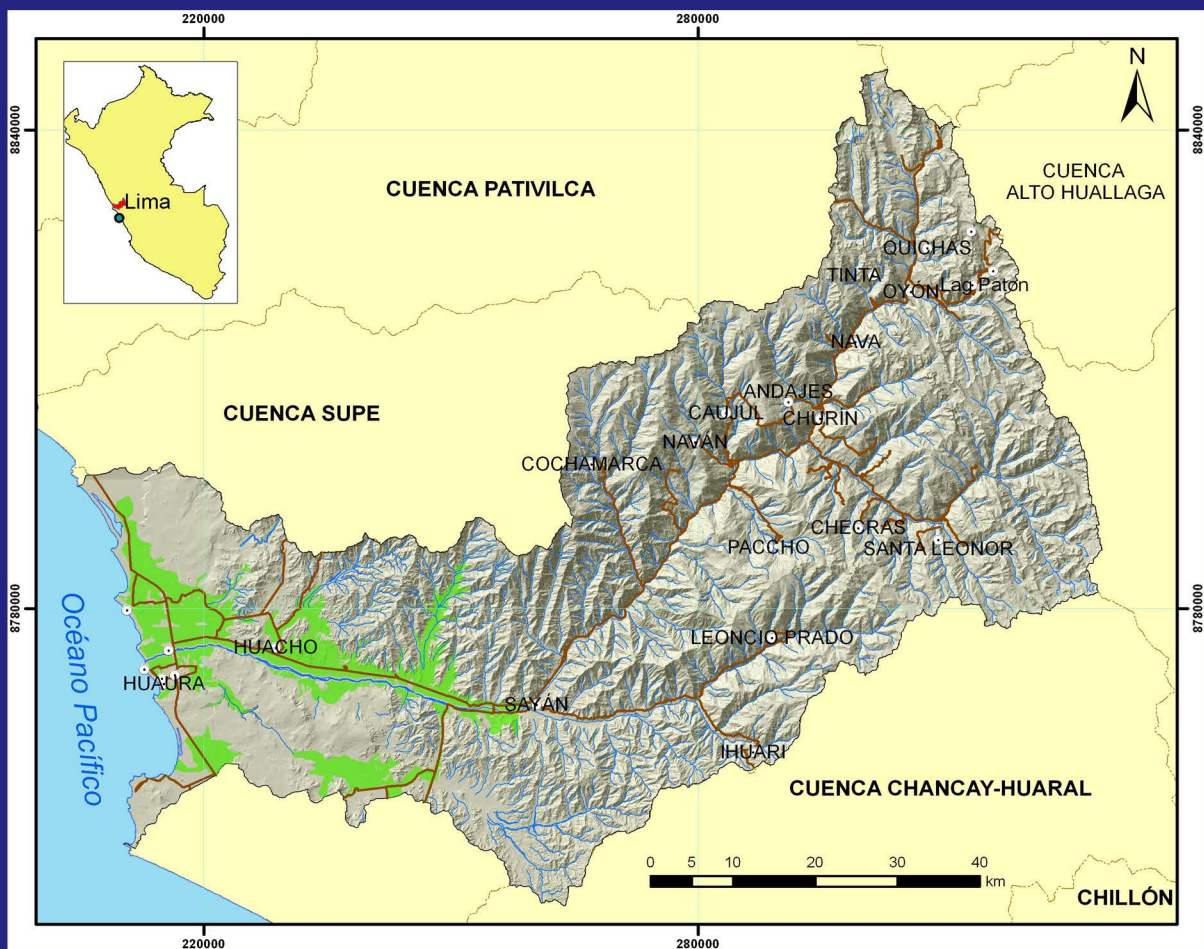 220000
280000
8840000
8840000
N
Lima
CUENCA PATIVILCA
CUENCA
ALTO HUALLAGA
QUICHAS
TINTA
OYÓN
Lag Patón
NAVA
ANDAJES
CAUJUL
CHURÍN
CUENCA SUPE
NAVÁN
COCHAMARCA
CHECRAS
PACCHO
SANTA LEONOR
8780000
8780000
Océano Pacífico
LEONCIO PRADO
HUACHO
HUAURA
SAYÁN
IHUARI
CUENCA CHANCAY-HUARAL
0 5 10 20 30 40
km
CHILLÓN
220000
280000